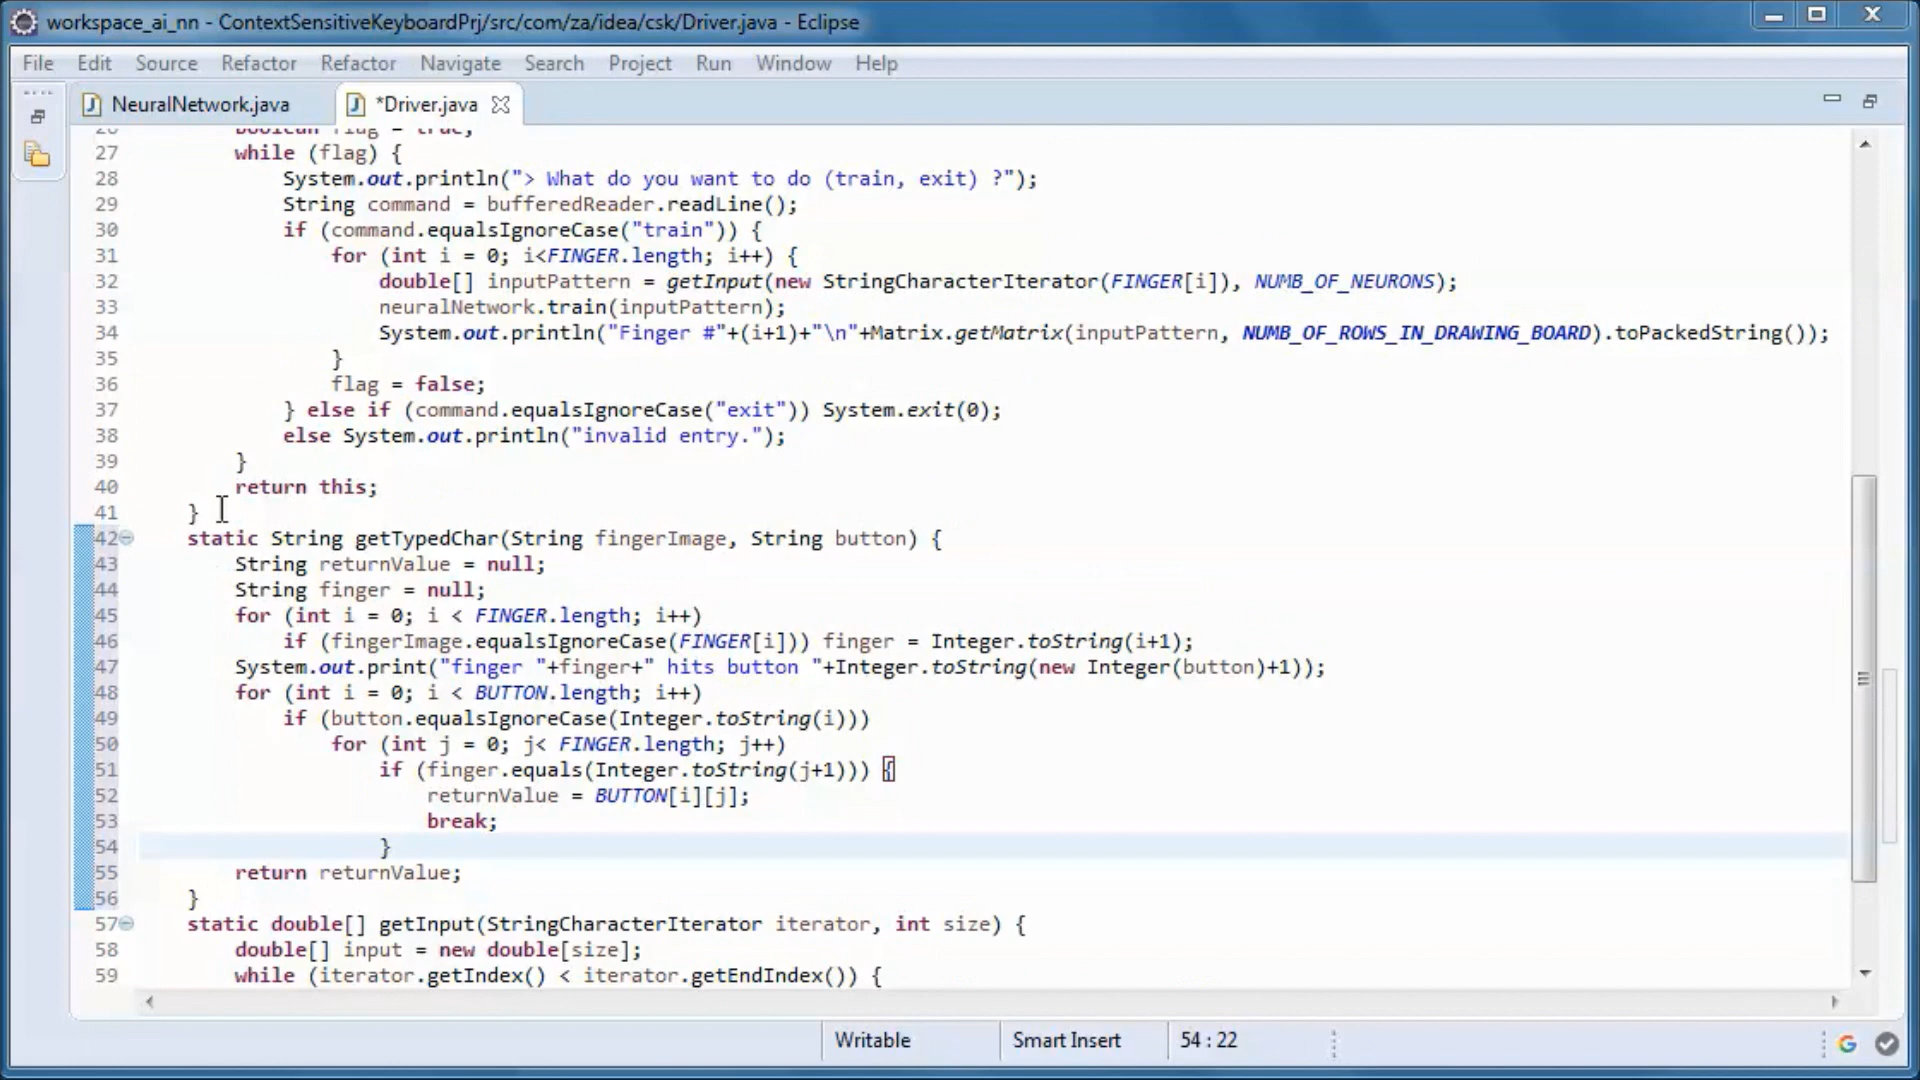 workspace_ai_nn - ContextSensitiveKeyboardPrj/src/com/za/idea/csk/Driver.java - Eclipse
File Edit Source Refactor Refactor Navigate Search Project Run Window Help
NeuralNetwork.java *Driver.java
26 boolean flag = true;
27 while (flag) {
28 System.out.println("> What do you want to do (train, exit) ?");
29 String command = bufferedReader.readLine();
30 if (command.equalsIgnoreCase("train")) {
31 for (int i = 0; i<FINGER.length; i++) {
32 double[] inputPattern = getInput(new StringCharacterIterator(FINGER[i]), NUMB_OF_NEURONS);
33 neuralNetwork.train(inputPattern);
34 System.out.println("Finger #"+(i+1)+"\n"+Matrix.getMatrix(inputPattern, NUMB_OF_ROWS_IN_DRAWING_BOARD).toPackedString());
35 }
36 flag = false;
37 } else if (command.equalsIgnoreCase("exit")) System.exit(0);
38 else System.out.println("invalid entry.");
39 }
40 return this;
41 }
42 static String getTypedChar(String fingerImage, String button) {
43 String returnValue = null;
44 String finger = null;
45 for (int i = 0; i < FINGER.length; i++)
46 if (fingerImage.equalsIgnoreCase(FINGER[i])) finger = Integer.toString(i+1);
47 System.out.print("finger "+finger+" hits button "+Integer.toString(new Integer(button)+1));
48 for (int i = 0; i < BUTTON.length; i++)
49 if (button.equalsIgnoreCase(Integer.toString(i)))
50 for (int j = 0; j< FINGER.length; j++)
51 if (finger.equals(Integer.toString(j+1))) {
52 returnValue = BUTTON[i][j];
53 break;
54 }
55 return returnValue;
56 }
57 static double[] getInput(StringCharacterIterator iterator, int size) {
58 double[] input = new double[size];
59 while (iterator.getIndex() < iterator.getEndIndex()) {
Writable Smart Insert 54 : 22